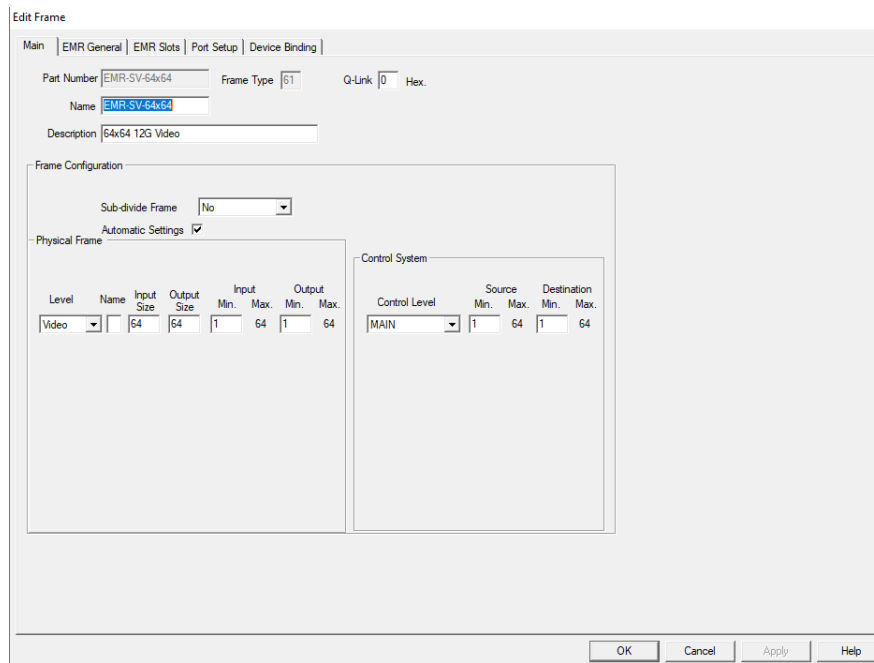 Edit Frame
Main EMR General EMR Slots Port Setup Device Binding
Part Number EMR-SV-64x64 Frame Type 61 Q-Link 0 Hex.
Name EMR-SV-64x64
Description 64x64 12G Video
Frame Configuration
Sub-divide Frame No
Automatic Settings
Physical Frame
Control System
Input Output Source Destination
Level Name Input Size Output Size Min. Max. Min. Max. Control Level Min. Max. Min. Max.
Video 64 64 1 64 1 64 MAIN 1 64 1 64
OK Cancel Apply Help